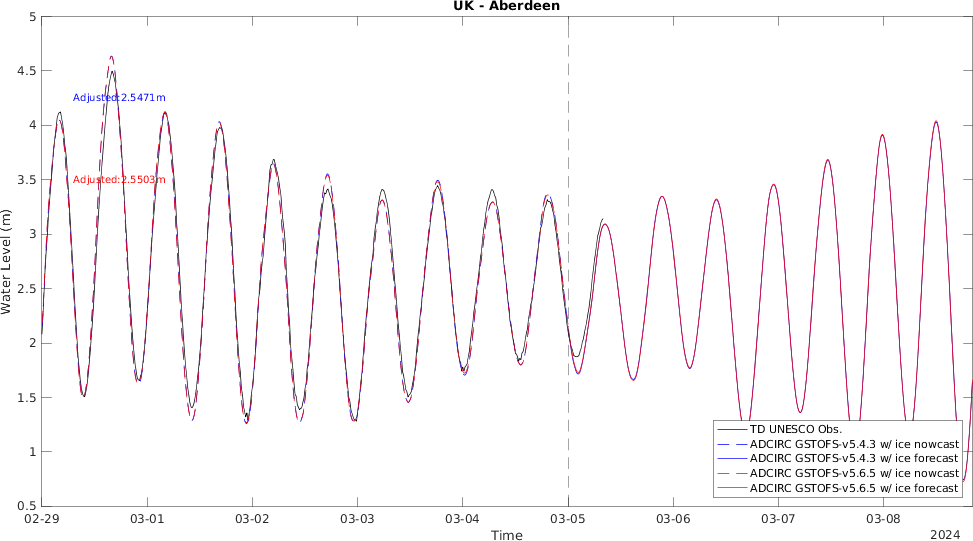 UK - Aberdeen
5
4.5
4
3.5
3
2.5
2
1.5
1
0.5
Water Level (m)
Adjusted:2.5471m
Adjusted:2.5503m
TD UNESCO Obs.
ADCIRC GSTOFS-v5.4.3 w/ ice nowcast
ADCIRC GSTOFS-v5.4.3 w/ ice forecast
ADCIRC GSTOFS-v5.6.5 w/ ice nowcast
ADCIRC GSTOFS-v5.6.5 w/ ice forecast
02-29 03-01 03-02 03-03 03-04 03-05 03-06 03-07 03-08
Time
2024